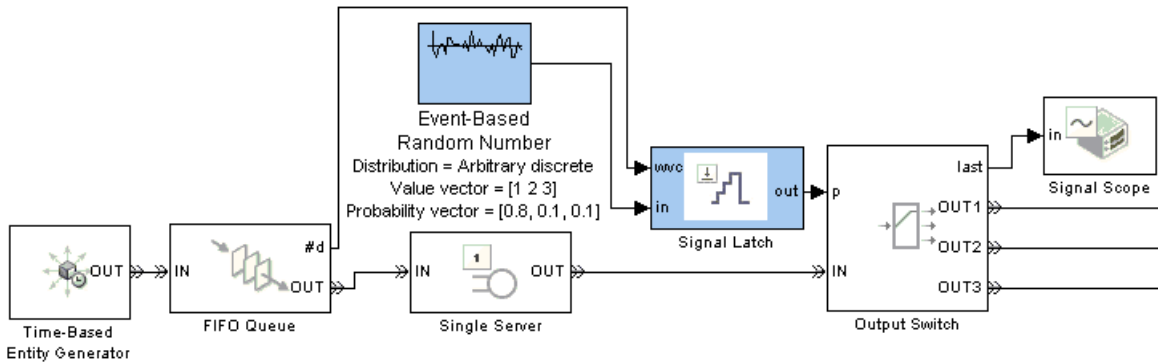 Event-Based
Random Number
Distribution = Arbitrary discrete
Value vector = [1 2 3]
Probability vector = [0.8, 0.1, 0.1]
wvc
in
out
Signal Latch
p
IN
last
OUT1
OUT2
OUT3
Output Switch
in
Signal Scope
OUT
Time-Based
Entity Generator
IN
#d
OUT
FIFO Queue
IN
1
OUT
Single Server